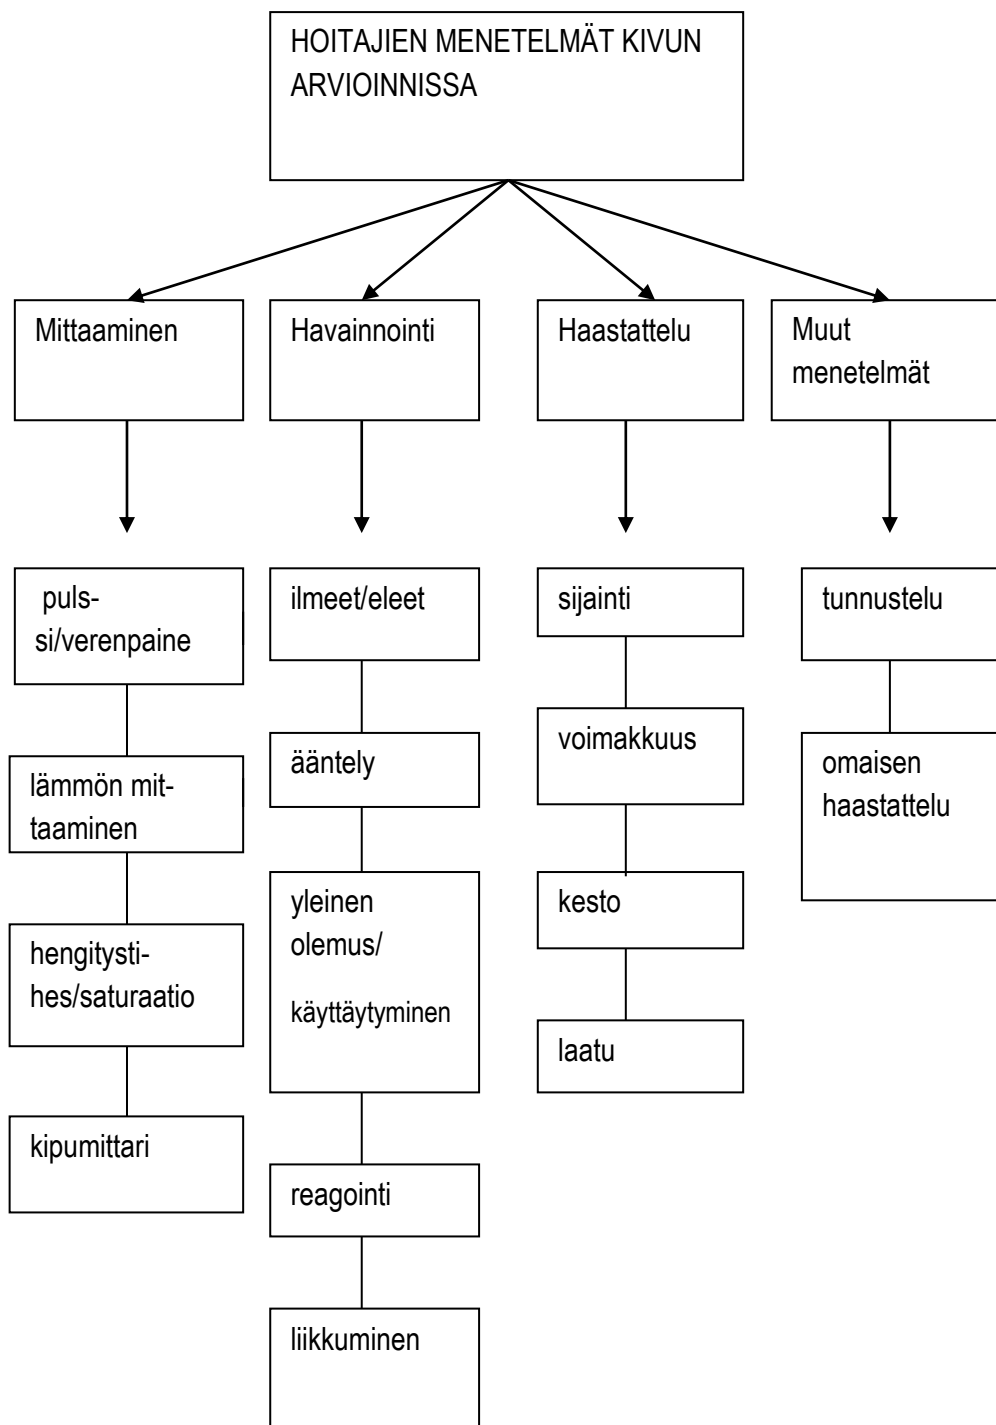 HOITAJIEN MENETELMÄT KIVUN
ARVIOINNISSA
Mittaaminen
Havainnointi
Haastattelu
Muut
menetelmät
puls-
si/verenpaine
lämmön mit-
taaminen
hengitysti-
hes/saturaatio
kipumittari
ilmeet/eleet
ääntely
yleinen
olemus/
käyttäytyminen
reagointi
liikkuminen
sijainti
voimakkuus
kesto
laatu
tunnustelu
omaisen
haastattelu